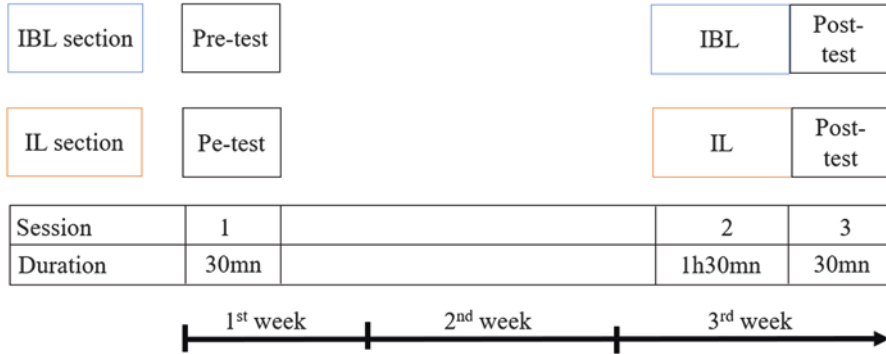 IBL section Pre-test IBL Post-
test
IL section Pe-test IL Post-
test
Session 1 2 3
Duration 30mn 1h30mn 30mn
1st week 2nd week 3rd week